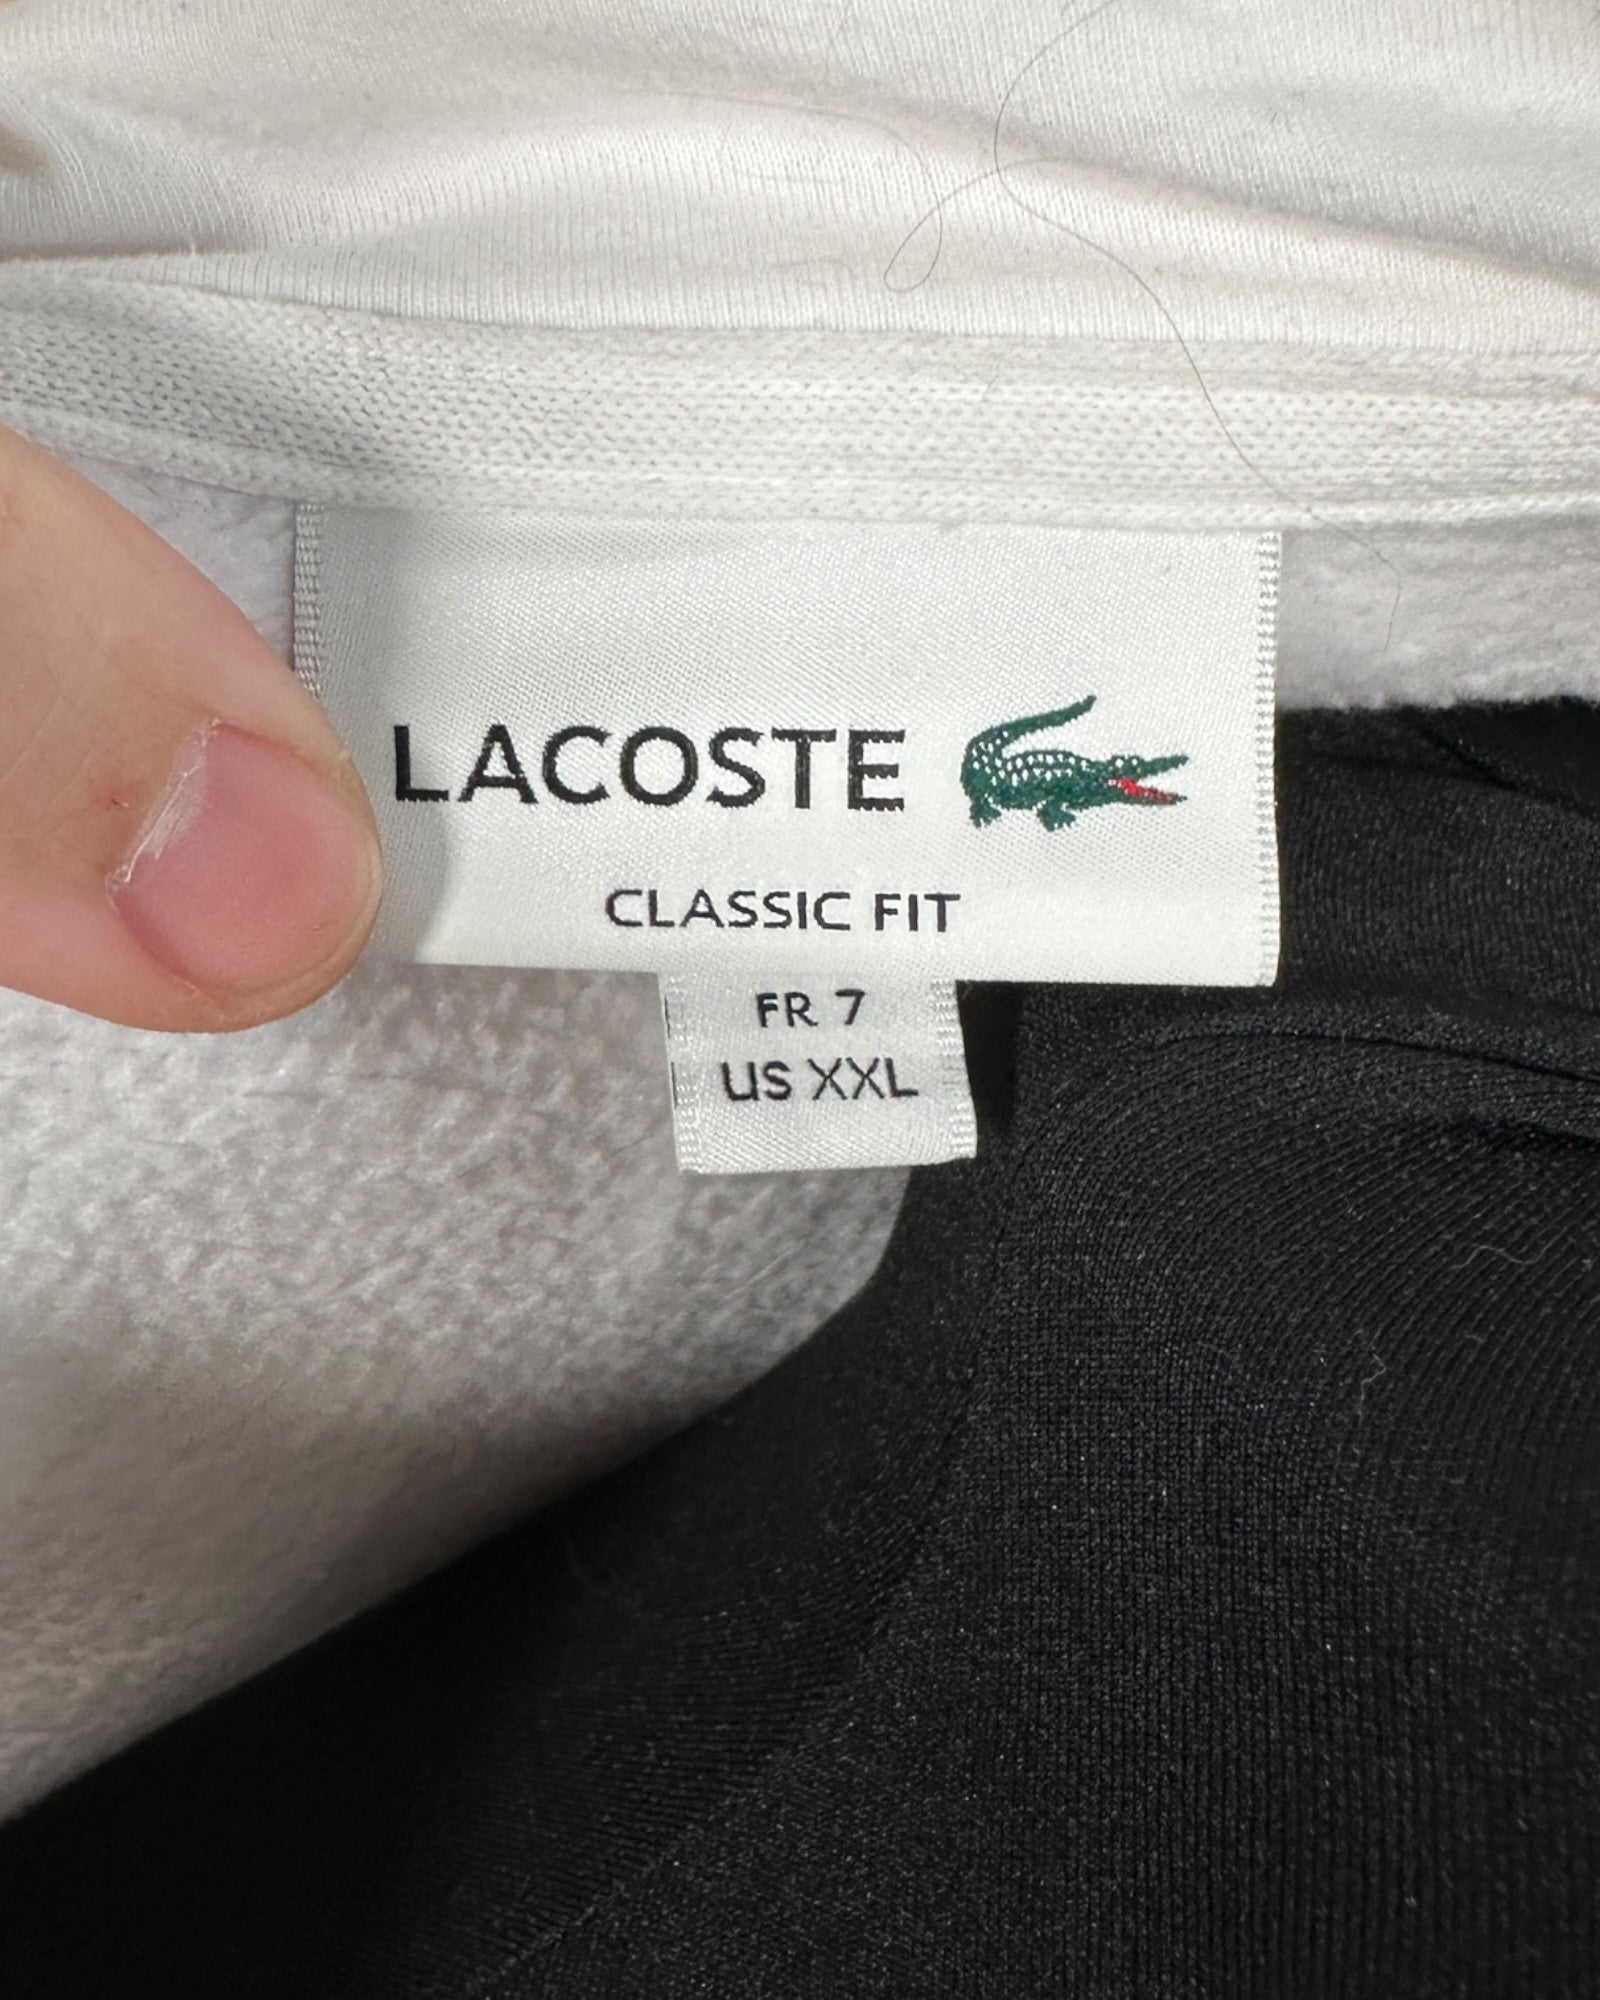 LACOSTE
CLASSIC FIT
FR 7
US XXL